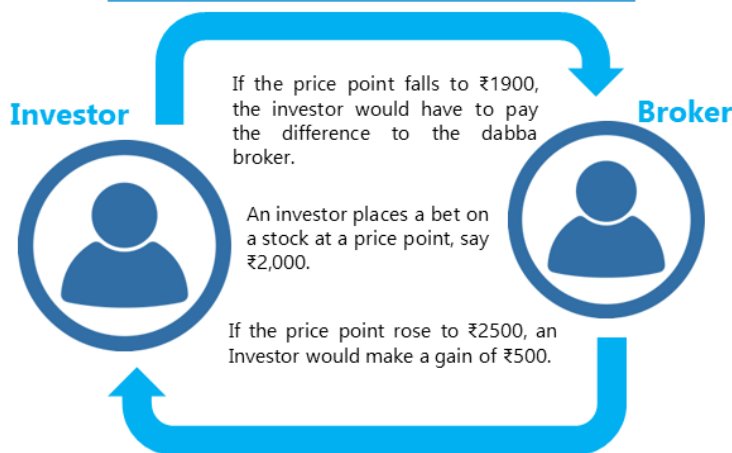 If the price point falls to ₹1900,
the investor would have to pay
the difference to the dabba
broker.
Investor
Broker
An investor places a bet on
a stock at a price point, say
₹2,000.
If the price point rose to ₹2500, an
Investor would make a gain of ₹500.